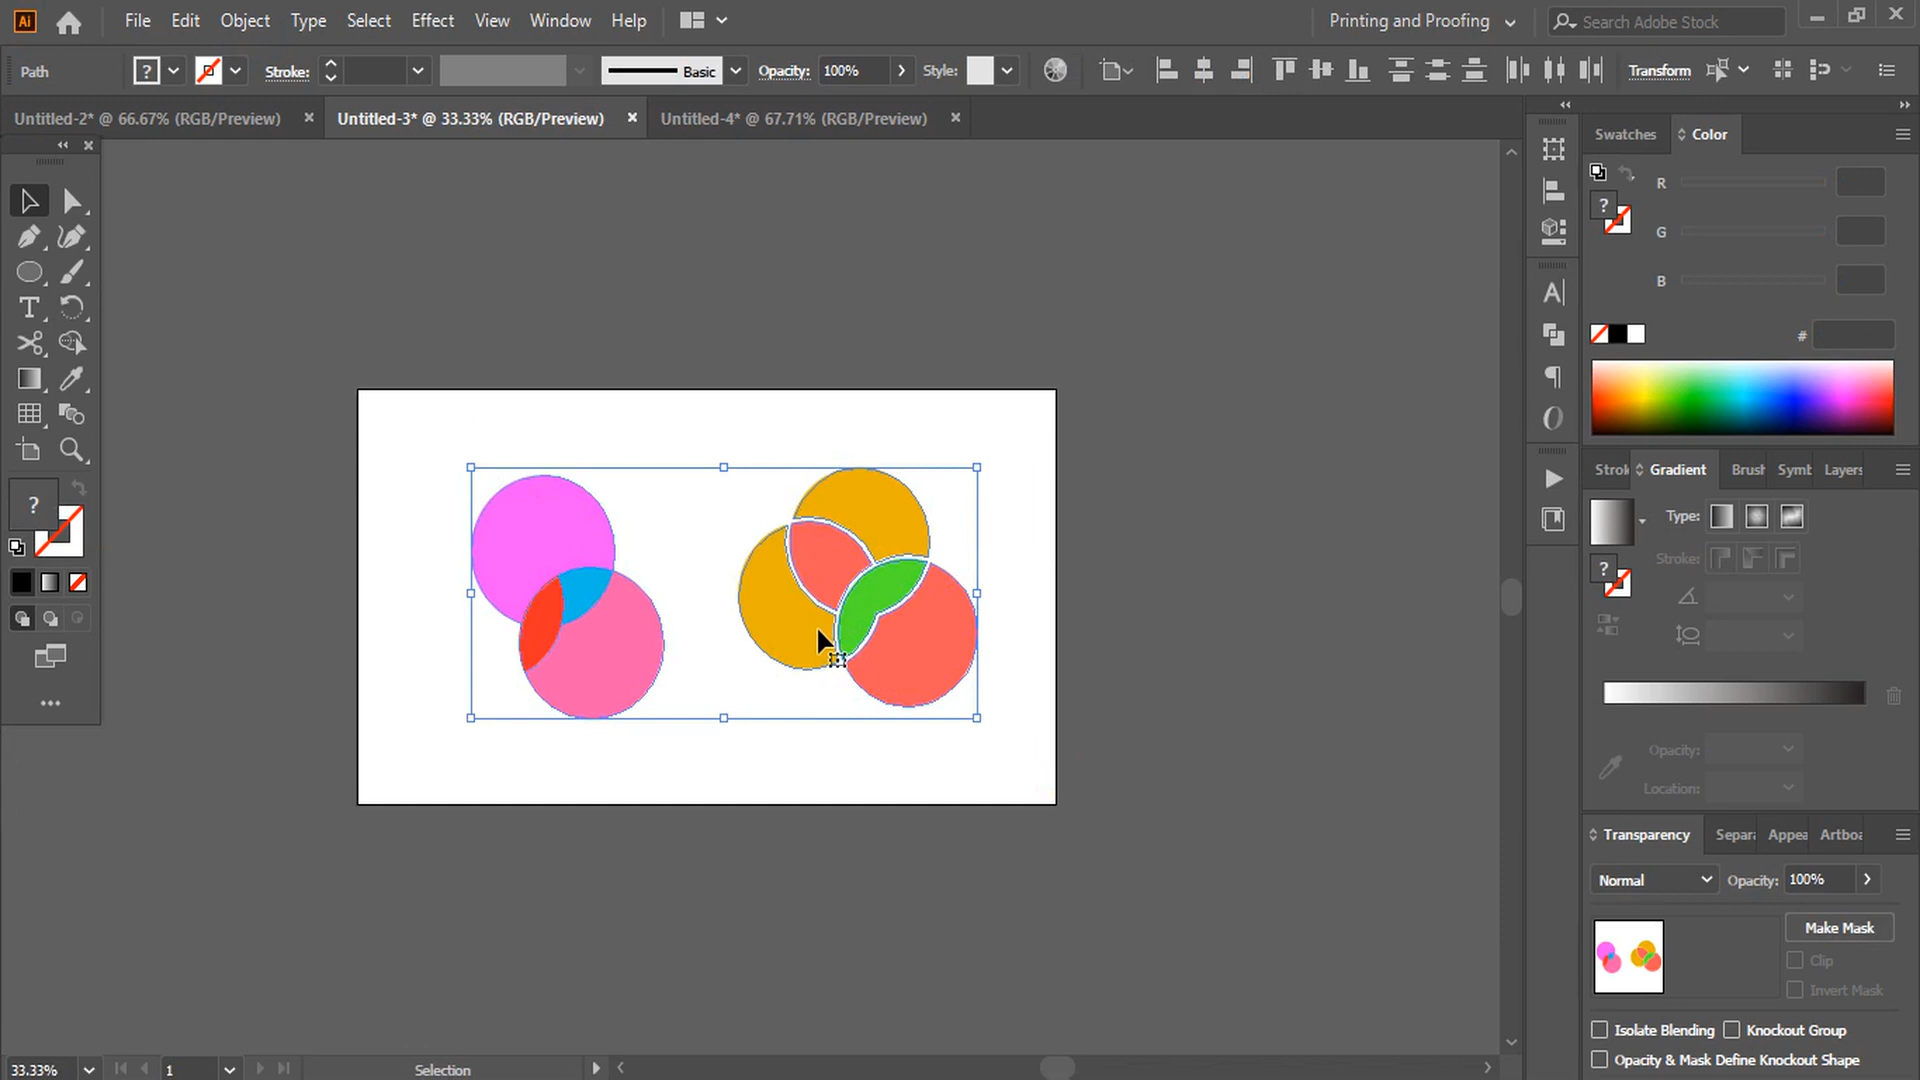 Ai File Edit Object Type Select Effect View Window Help Printing and Proofing Search Adobe Stock
Path ? Stroke: Basic Opacity: 100% Style: Transform
Untitled-2* @ 66.67% (RGB/Preview) × Untitled-3* @ 33.33% (RGB/Preview) × Untitled-4* @ 67.71% (RGB/Preview) ×
Swatches Color
R
?
G
B
#
Strok Gradient Brush Symb Layers
Type:
Stroke:
?
?
Opacity:
Location:
Transparency Separa Appea Artboa
Normal Opacity: 100%
Make Mask
Clip
Invert Mask
Isolate Blending Knockout Group
Opacity & Mask Define Knockout Shape
33.33% 1 Selection